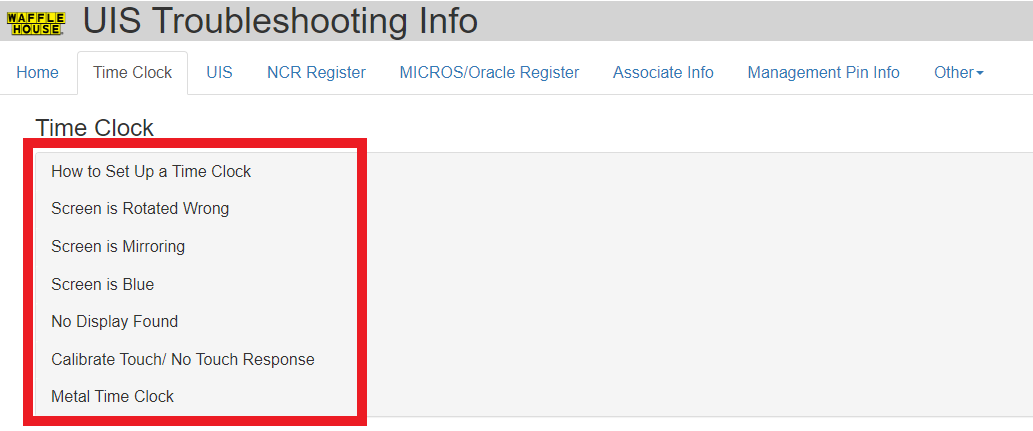 WAFFLE HOUSE UIS Troubleshooting Info
Home Time Clock UIS NCR Register MICROS/Oracle Register Associate Info Management Pin Info Other
Time Clock
How to Set Up a Time Clock
Screen is Rotated Wrong
Screen is Mirroring
Screen is Blue
No Display Found
Calibrate Touch/ No Touch Response
Metal Time Clock